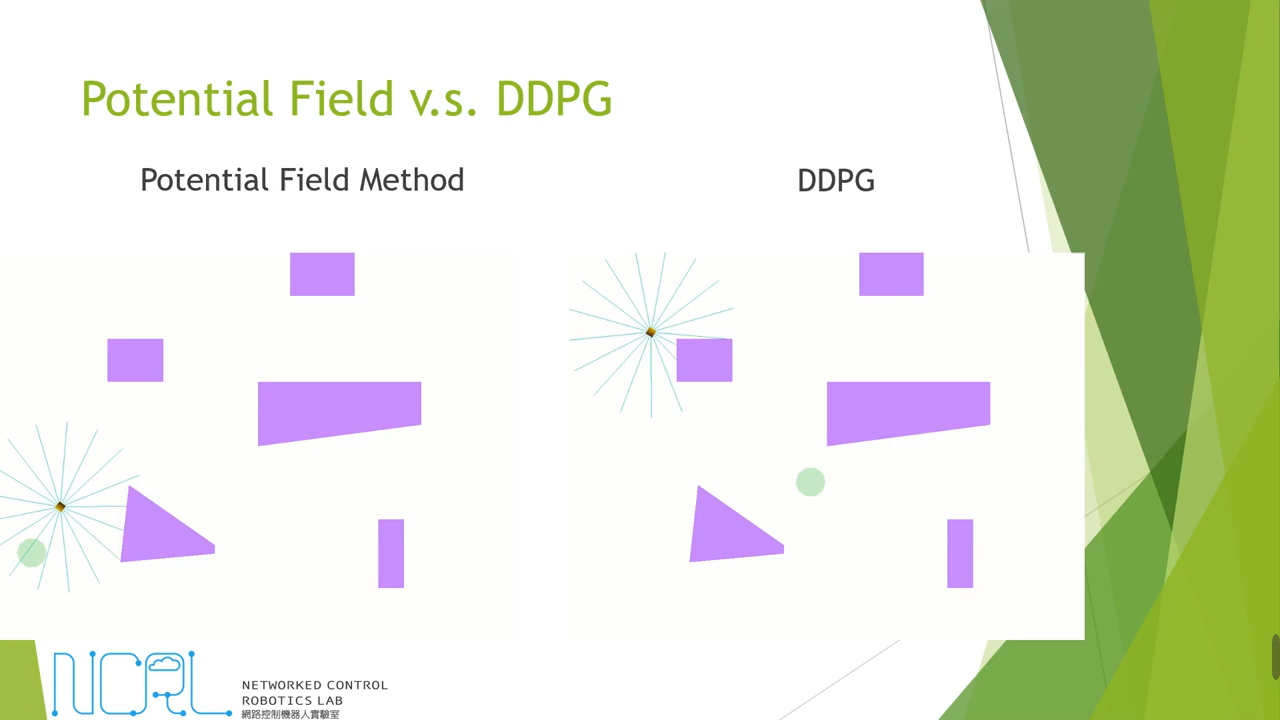 Potential Field v.s. DDPG
Potential Field Method
DDPG
NCRL
NETWORKED CONTROL
ROBOTICS LAB
網路控制機器人實驗室